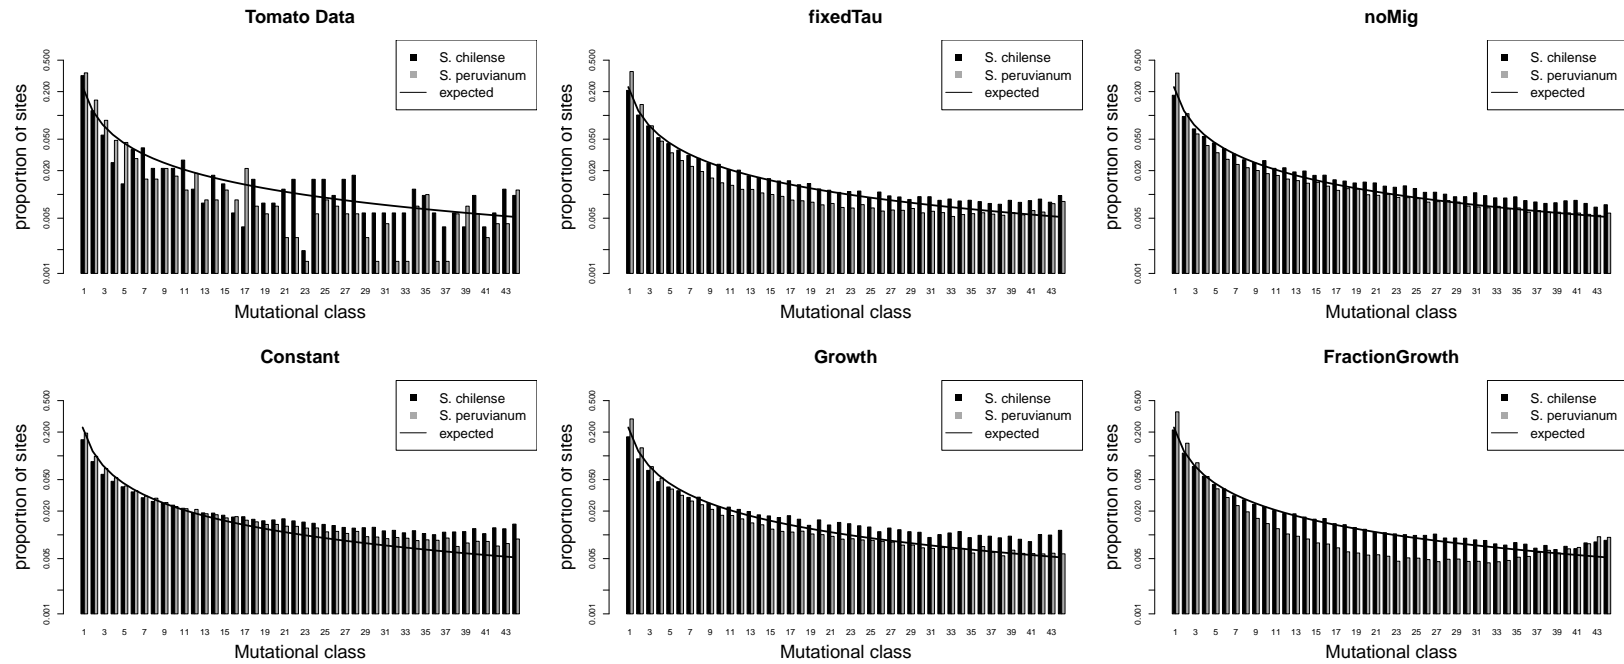 Tomato Data
proportion of sites
0.500
0.200
0.050
0.020
0.005
0.001
S. chilense
S. peruvianum
expected
1 3 5 7 9 11 13 15 17 19 21 23 25 27 29 31 33 35 37 39 41 43
Mutational class
fixedTau
proportion of sites
0.500
0.200
0.050
0.020
0.005
0.001
S. chilense
S. peruvianum
expected
1 3 5 7 9 11 13 15 17 19 21 23 25 27 29 31 33 35 37 39 41 43
Mutational class
noMig
proportion of sites
0.500
0.200
0.050
0.020
0.005
0.001
S. chilense
S. peruvianum
expected
1 3 5 7 9 11 13 15 17 19 21 23 25 27 29 31 33 35 37 39 41 43
Mutational class
Constant
proportion of sites
0.500
0.200
0.050
0.020
0.005
0.001
S. chilense
S. peruvianum
expected
1 3 5 7 9 11 13 15 17 19 21 23 25 27 29 31 33 35 37 39 41 43
Mutational class
Growth
proportion of sites
0.500
0.200
0.050
0.020
0.005
0.001
S. chilense
S. peruvianum
expected
1 3 5 7 9 11 13 15 17 19 21 23 25 27 29 31 33 35 37 39 41 43
Mutational class
FractionGrowth
proportion of sites
0.500
0.200
0.050
0.020
0.005
0.001
S. chilense
S. peruvianum
expected
1 3 5 7 9 11 13 15 17 19 21 23 25 27 29 31 33 35 37 39 41 43
Mutational class